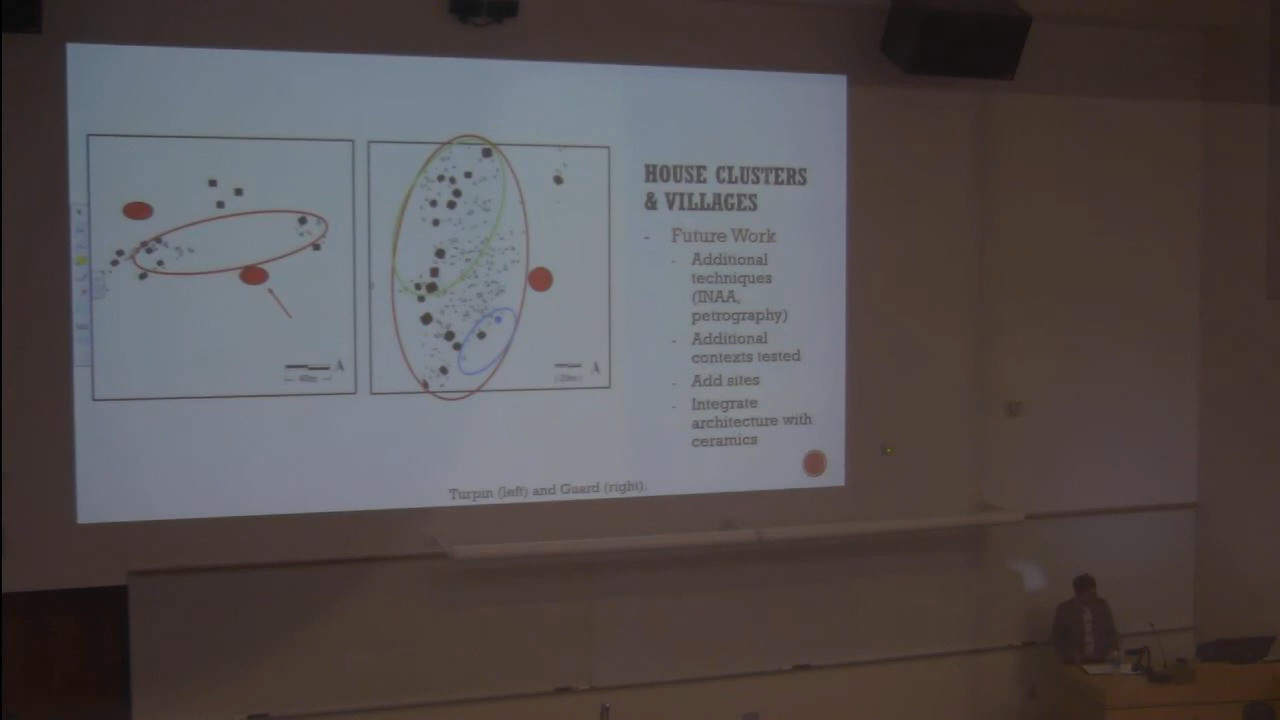 HOUSE CLUSTERS
& VILLAGES
- Future Work
- Additional
techniques
(INAA,
petrography)
- Additional
contexts tested
- Add sites
- Integrate
architecture with
ceramics
Turpin (left) and Guard (right).